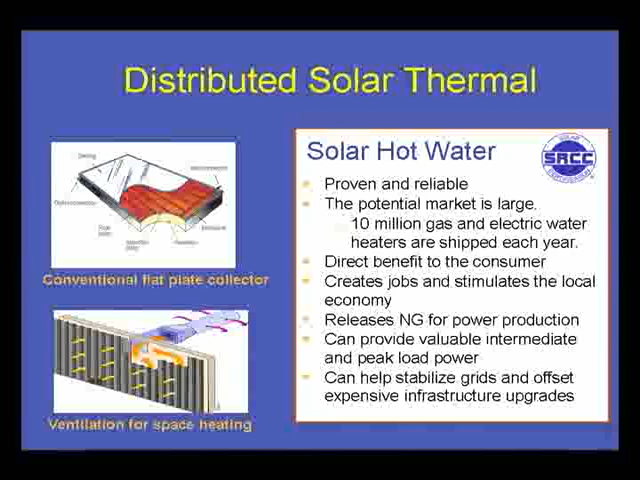 Distributed Solar Thermal
Conventional flat plate collector
Ventilation for space heating
Solar Hot Water
SOLAR
SRCC
Proven and reliable
The potential market is large.
10 million gas and electric water
heaters are shipped each year.
Direct benefit to the consumer
Creates jobs and stimulates the local
economy
Releases NG for power production
Can provide valuable intermediate
and peak load power
Can help stabilize grids and offset
expensive infrastructure upgrades